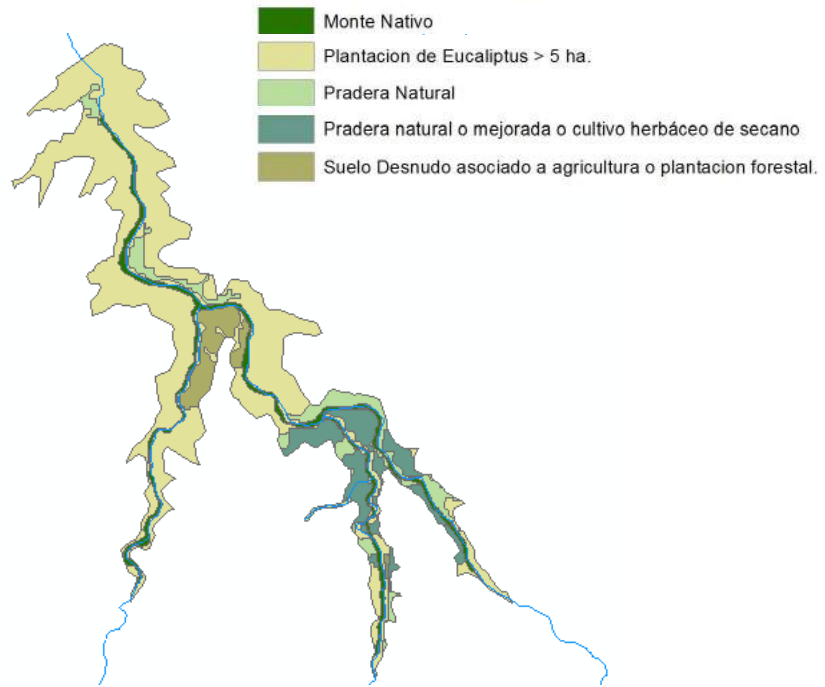 Monte Nativo
Plantacion de Eucaliptus > 5 ha.
Pradera Natural
Pradera natural o mejorada o cultivo herbáceo de secano
Suelo Desnudo asociado a agricultura o plantacion forestal.